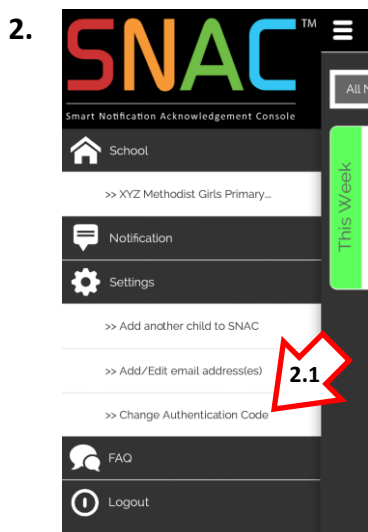 2.
SNAC™
Smart Notification Acknowledgement Console
All N
School
>> XYZ Methodist Girls Primary...
This Week
Notification
Settings
>> Add another child to SNAC
>> Add/Edit email address(es)
2.1
>> Change Authentication Code
FAQ
Logout